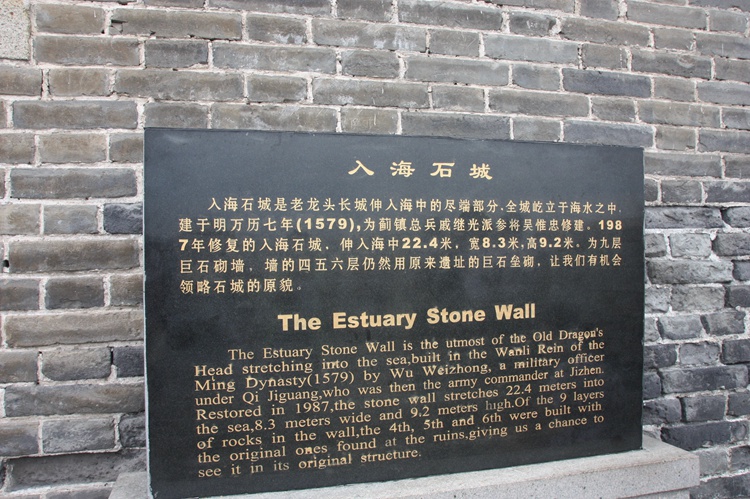 入海石城
入海石城是老龙头长城伸入海中的尽端部分.全城屹立于海水之中.
建于明万历七年(1579),为蓟镇总兵戚继光派参将吴惟忠修建。198
7年修复的入海石城，伸入海中22.4米，宽8.3米,高9.2米。为九层
巨石砌墙，墙的四五六层仍然用原来遗址的巨石垒砌，让我们有机会
领略石城的原貌。
The Estuary Stone Wall
The Estuary Stone Wall is the utmost of the Old Dragon's
Head stretching into the sea,built in the Wanli Rein of the
Ming Dynasty(1579) by Wu Weizhong, a military officer
under Qi Jiguang,who was then the army commander at Jizhen.
Restored in 1987,the stone wall stretches 22.4 meters into
the sea,8.3 meters wide and 9.2 meters high.Of the 9 layers
of rocks in the wall,the 4th, 5th and 6th were built with
the original ones found at the ruins,giving us a chance to
see it in its original structure.